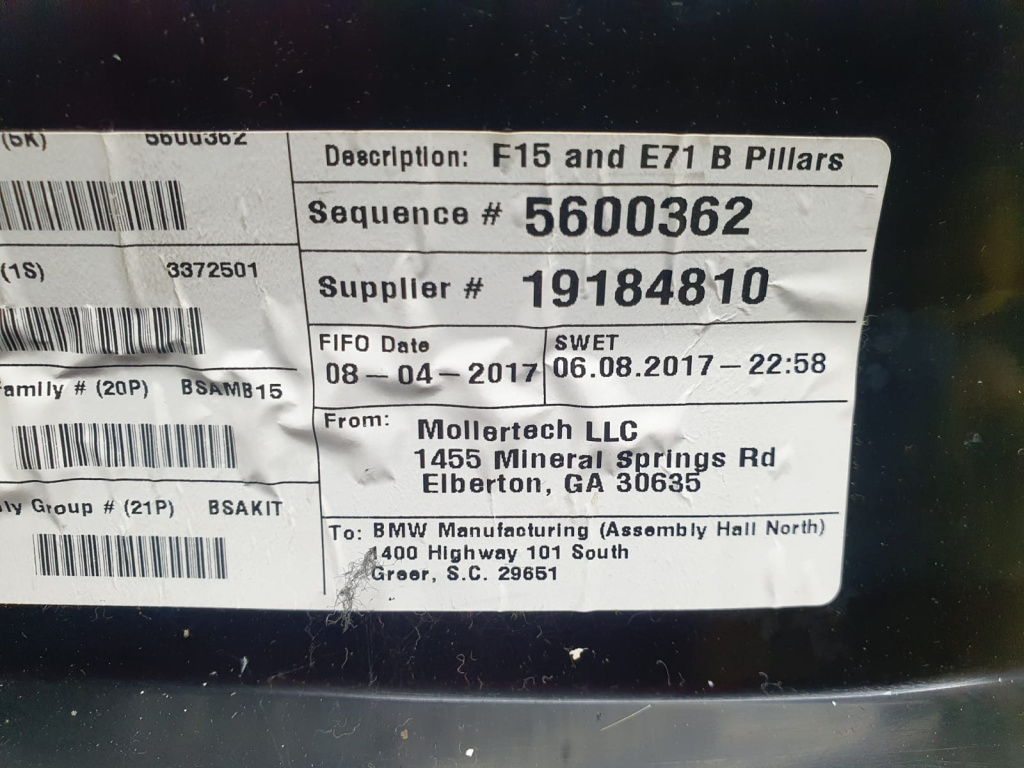 (5K) 5600362
(1S) 3372501
amily # (20P) BSAMB15
ly Group # (21P) BSAKIT
Description: F15 and E71 B Pillars
Sequence # 5600362
Supplier # 19184810
FIFO Date
08-04-2017
SWET
06.08.2017-22:58
From: Mollertech LLC
1455 Mineral Springs Rd
Elberton, GA 30635
To: BMW Manufacturing (Assembly Hall North)
1400 Highway 101 South
Greer, S.C. 29651